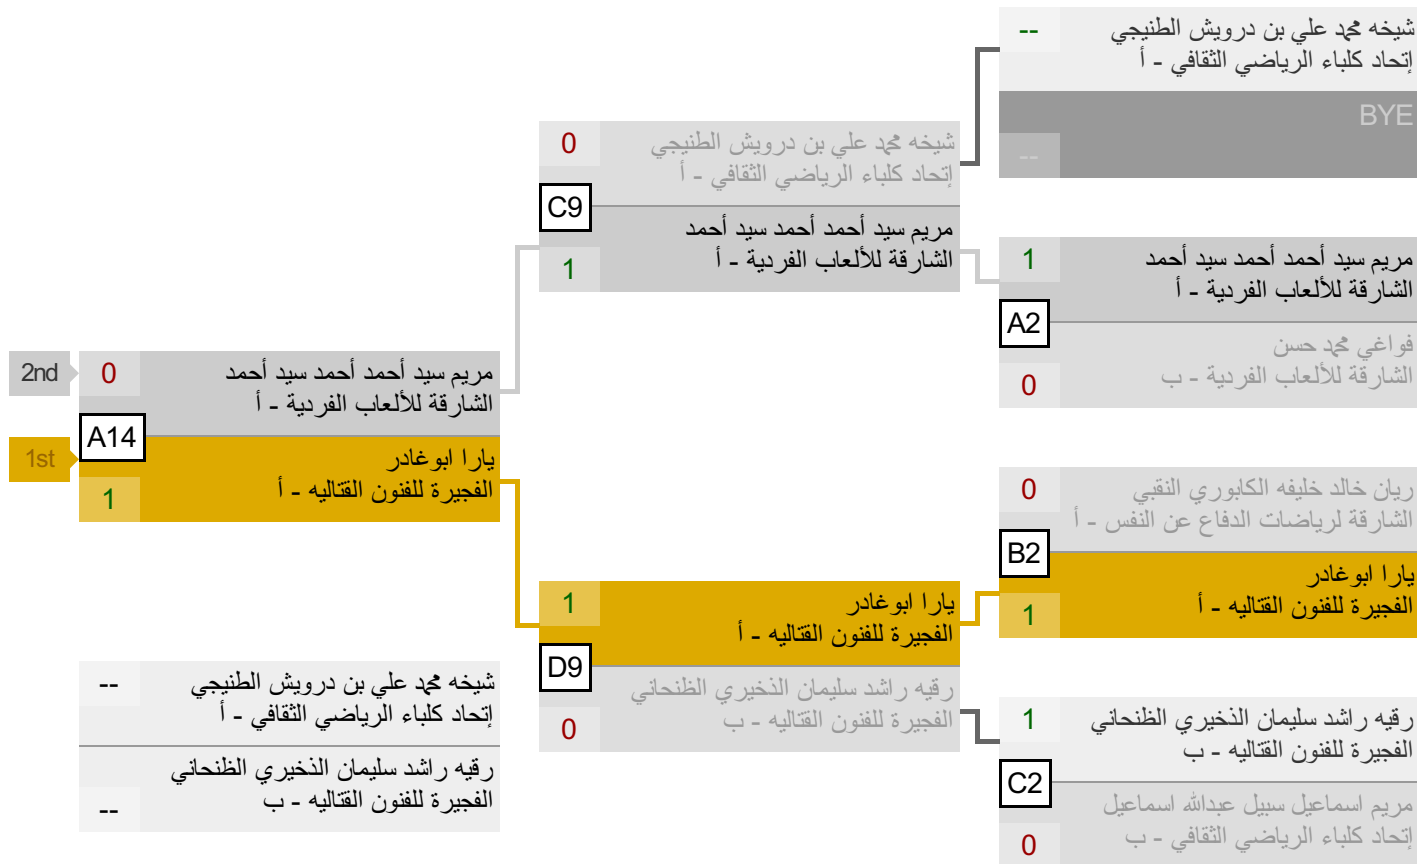 شيخه محمد علي بن درويش الطنيجي
إتحاد كلباء الرياضي الثقافي - أ
--
BYE
--
مريم سيد أحمد أحمد سيد أحمد
الشارقة للألعاب الفردية - أ
1
A2
فواغي محمد حسن
الشارقة للألعاب الفردية - ب
0
ريان خالد خليفه الكابوري النقبي
الشارقة لرياضات الدفاع عن النفس - أ
0
B2
يارا ابوغادر
الفجيرة للفنون القتاليه - أ
1
رقيه راشد سليمان الذخيري الظنحاني
الفجيرة للفنون القتاليه - ب
1
C2
مريم اسماعيل سبيل عبدالله اسماعيل
إتحاد كلباء الرياضي الثقافي - ب
0
شيخه محمد علي بن درويش الطنيجي
إتحاد كلباء الرياضي الثقافي - أ
0
C9
مريم سيد أحمد أحمد سيد أحمد
الشارقة للألعاب الفردية - أ
1
يارا ابوغادر
الفجيرة للفنون القتاليه - أ
1
D9
رقيه راشد سليمان الذخيري الظنحاني
الفجيرة للفنون القتاليه - ب
0
مريم سيد أحمد أحمد سيد أحمد
الشارقة للألعاب الفردية - أ
0
2nd
A14
يارا ابوغادر
الفجيرة للفنون القتاليه - أ
1
1st
شيخه محمد علي بن درويش الطنيجي
إتحاد كلباء الرياضي الثقافي - أ
--
رقيه راشد سليمان الذخيري الظنحاني
الفجيرة للفنون القتاليه - ب
--